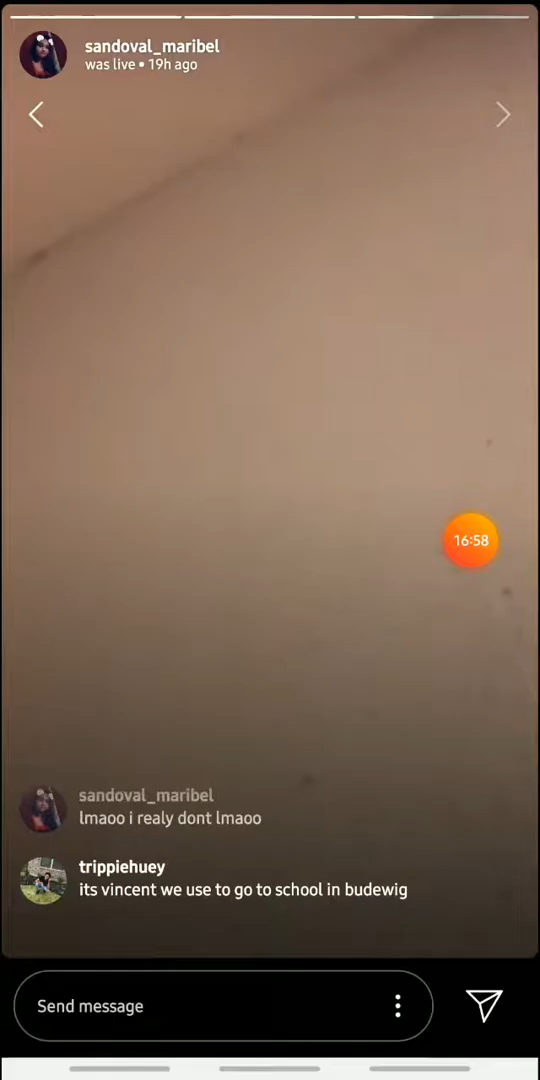 sandoval_maribel
was live • 19h ago
16:58
sandoval_maribel
lmaoo i realy dont lmaoo
trippiehuey
its vincent we use to go to school in budewig
Send message